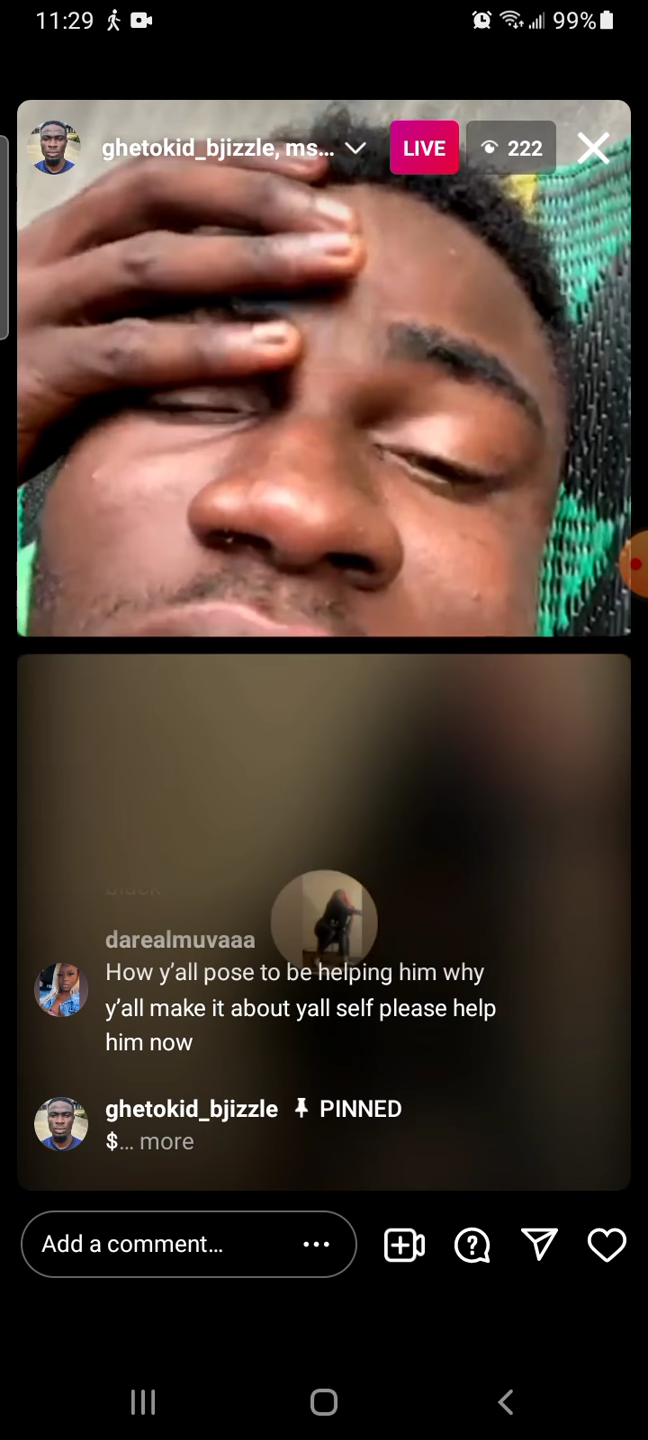 11:29
99%
ghetokid_bjizzle, ms...
LIVE
222
darealmuvaaa
How y'all pose to be helping him why
y'all make it about yall self please help
him now
ghetokid_bjizzle PINNED
$... more
Add a comment...